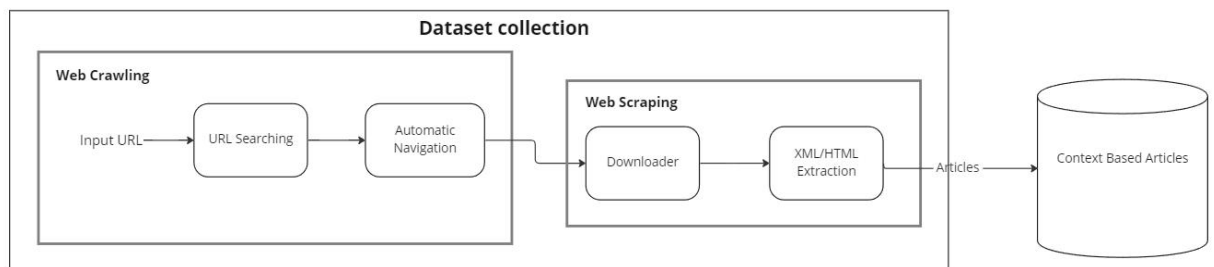 Dataset collection
Web Crawling
Input URL
URL Searching
Automatic
Navigation
Web Scraping
Downloader
XML/HTML
Extraction
Articles
Context Based Articles